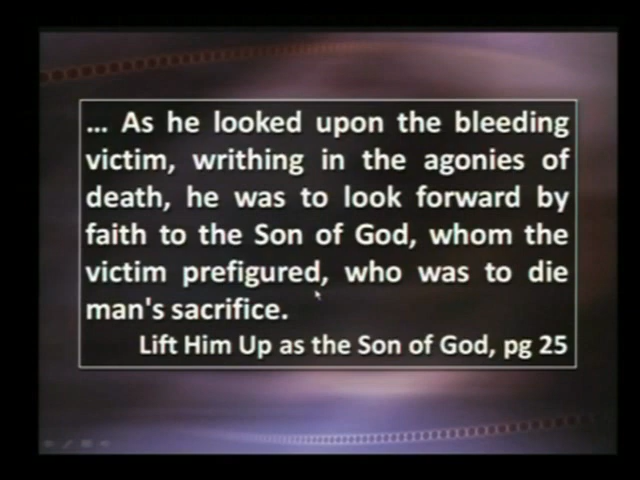 ... As he looked upon the bleeding
victim, writhing in the agonies of
death, he was to look forward by
faith to the Son of God, whom the
victim prefigured, who was to die
man's sacrifice.
Lift Him Up as the Son of God, pg 25